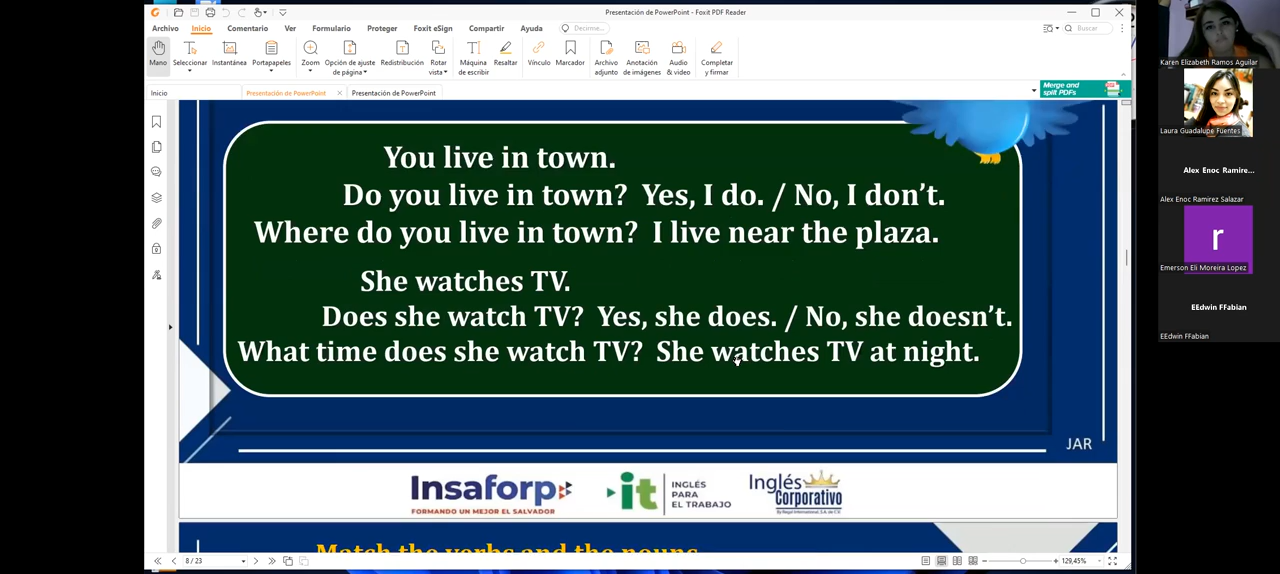 Presentación de PowerPoint - Foxit PDF Reader
Archivo Inicio Comentario Ver Formulario Proteger Foxit eSign Compartir Ayuda Decirme... Buscar
Mano Seleccionar Instantánea Portapapeles Zoom Opción de ajuste de página Redistribución Rotar vista Máquina de escribir Resaltar Vínculo Marcador Archivo adjunto Anotación de imágenes Audio & vídeo Completar y firmar
Inicio Presentación de PowerPoint Presentación de PowerPoint
Merge and split PDFs
You live in town.
Do you live in town? Yes, I do. / No, I don't.
Where do you live in town? I live near the plaza.
She watches TV.
Does she watch TV? Yes, she does. / No, she doesn't.
What time does she watch TV? She watches TV at night.
JAR
Insaforp
FORMANDO UN MEJOR EL SALVADOR
it INGLÉS PARA EL TRABAJO
Inglés Corporativo
Match the verbs and the nouns
8 / 23
129,45%
Karen Elizabeth Ramos Aguilar
Laura Guadalupe Fuentes
Alex Enoc Ramire...
Alex Enoc Ramirez Salazar
r
Emerson Eli Moreira Lopez
EEdwin FFabian
EEdwin FFabian